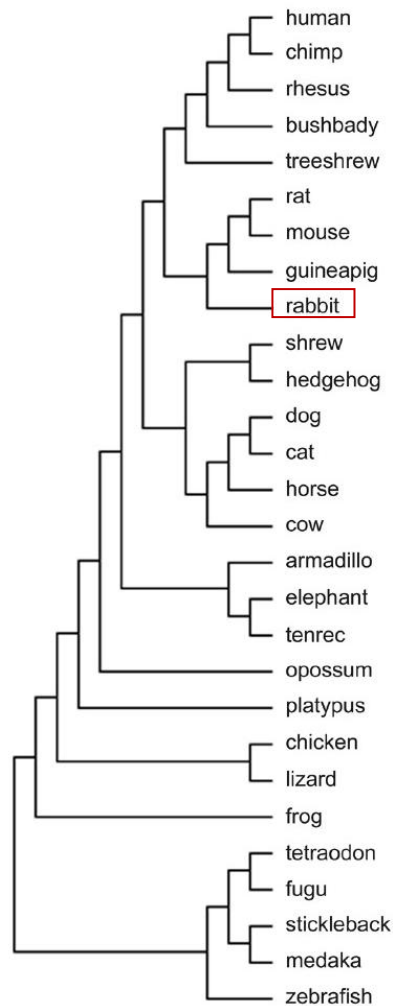 human
chimp
rhesus
bushbady
treeshrew
rat
mouse
guineapig
rabbit
shrew
hedgehog
dog
cat
horse
cow
armadillo
elephant
tenrec
opossum
platypus
chicken
lizard
frog
tetraodon
fugu
stickleback
medaka
zebrafish